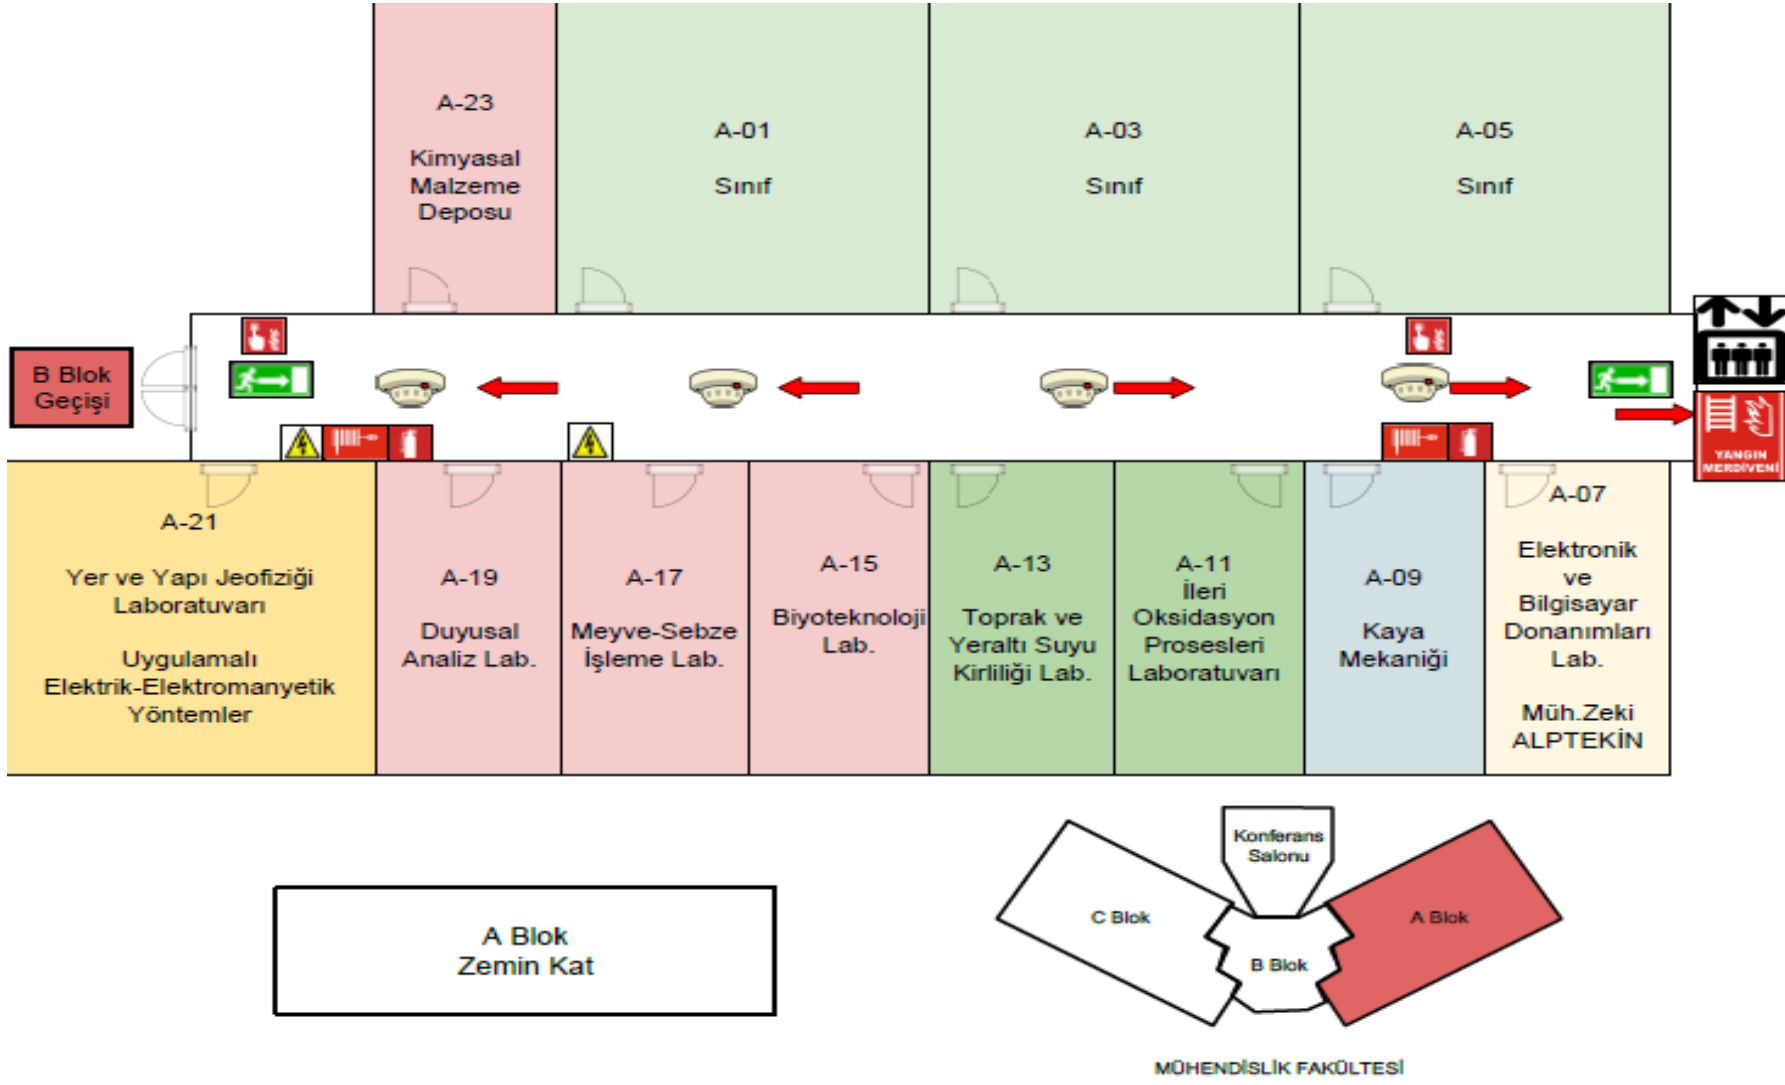 A-23
Kimyasal
Malzeme
Deposu
A-01
Sınıf
A-03
Sınıf
A-05
Sınıf
B Blok
Geçişi
YANGIN
MERDİVENİ
A-21
Yer ve Yapı Jeofiziği
Laboratuvarı
Uygulamalı
Elektrik-Elektromanyetik
Yöntemler
A-19
Duyusal
Analiz Lab.
A-17
Meyve-Sebze
İşleme Lab.
A-15
Biyoteknoloji
Lab.
A-13
Toprak ve
Yeraltı Suyu
Kirliliği Lab.
A-11
İleri
Oksidasyon
Prosesleri
Laboratuvarı
A-09
Kaya
Mekaniği
A-07
Elektronik
ve
Bilgisayar
Donanımları
Lab.
Müh.Zeki
ALPTEKİN
A Blok
Zemin Kat
Konferans
Salonu
C Blok
B Blok
A Blok
MÜHENDİSLİK FAKÜLTESİ